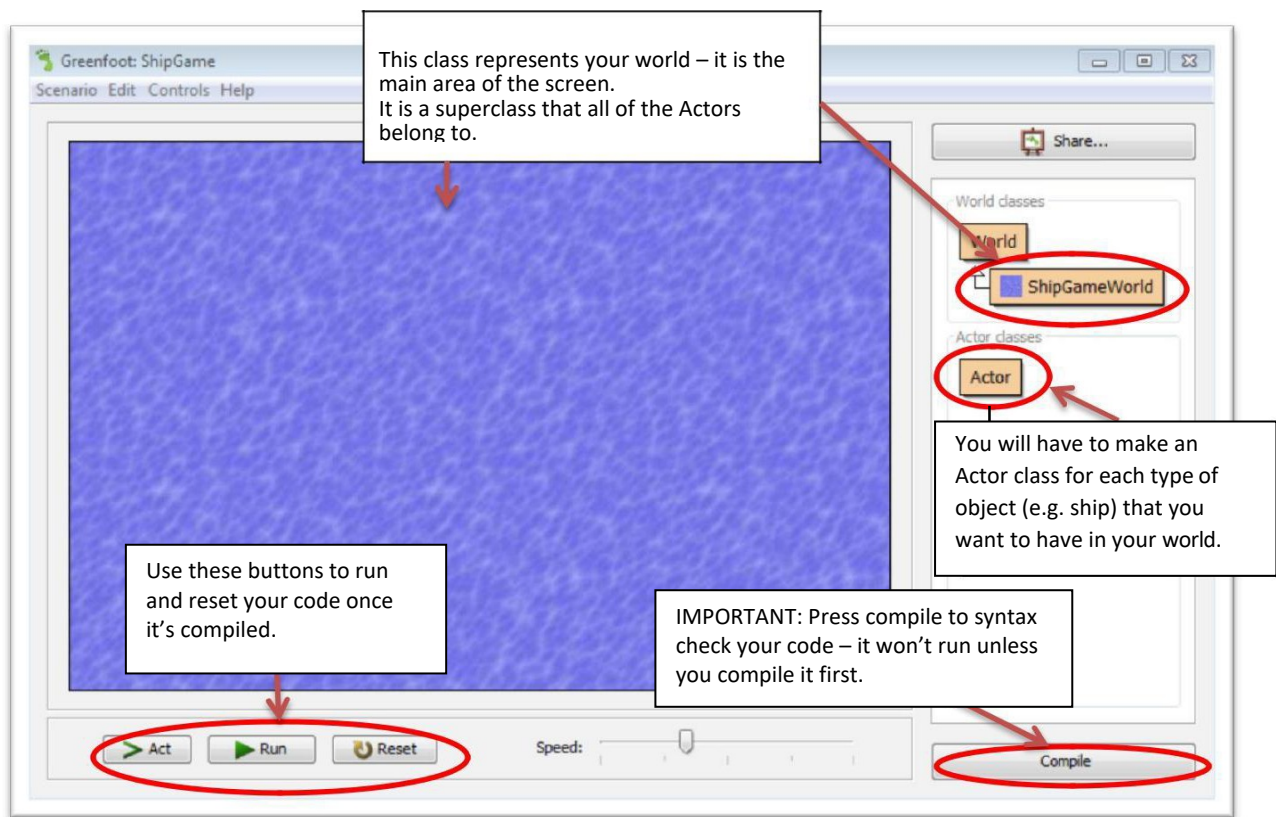 This class represents your world – it is the
main area of the screen.
It is a superclass that all of the Actors
belong to.
Greenfoot: ShipGame
Scenario Edit Controls Help
Share...
World classes
World
ShipGameWorld
Actor classes
Actor
You will have to make an
Actor class for each type of
object (e.g. ship) that you
want to have in your world.
Use these buttons to run
and reset your code once
it’s compiled.
IMPORTANT: Press compile to syntax
check your code – it won’t run unless
you compile it first.
Act
Run
Reset
Speed:
Compile